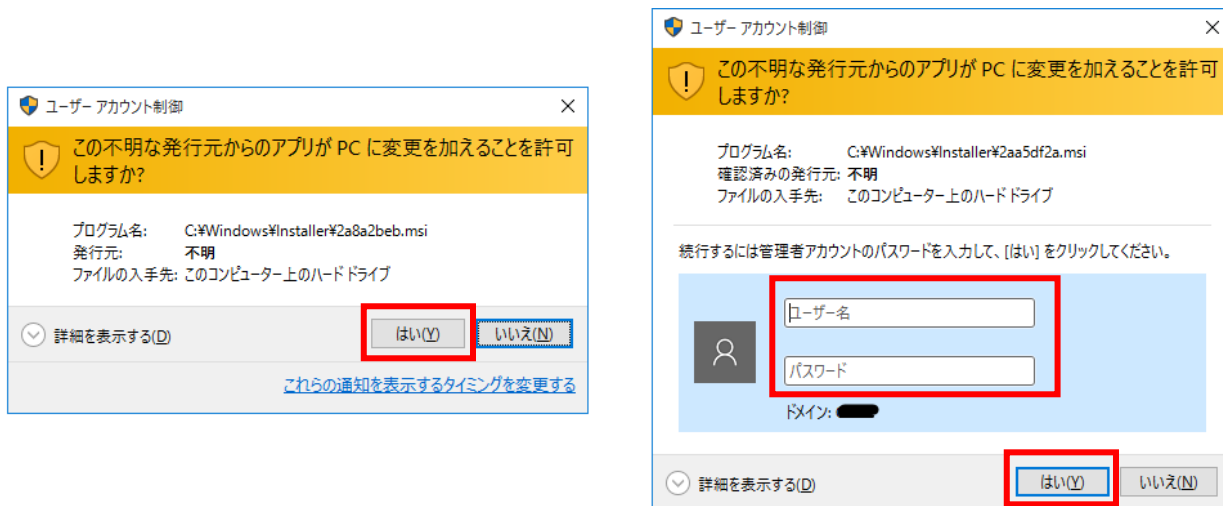 ユーザー アカウント制御
この不明な発行元からのアプリが PC に変更を加えることを許可
しますか?
プログラム名: C:¥Windows¥Installer¥2a8a2beb.msi
発行元: 不明
ファイルの入手先: このコンピューター上のハード ドライブ
詳細を表示する(D)
はい(Y)
いいえ(N)
これらの通知を表示するタイミングを変更する
ユーザー アカウント制御
この不明な発行元からのアプリが PC に変更を加えることを許可
しますか?
プログラム名: C:¥Windows¥Installer¥2aa5df2a.msi
確認済みの発行元: 不明
ファイルの入手先: このコンピューター上のハード ドライブ
続行するには管理者アカウントのパスワードを入力して、[はい] をクリックしてください。
ユーザー名
パスワード
ドメイン:
詳細を表示する(D)
はい(Y)
いいえ(N)